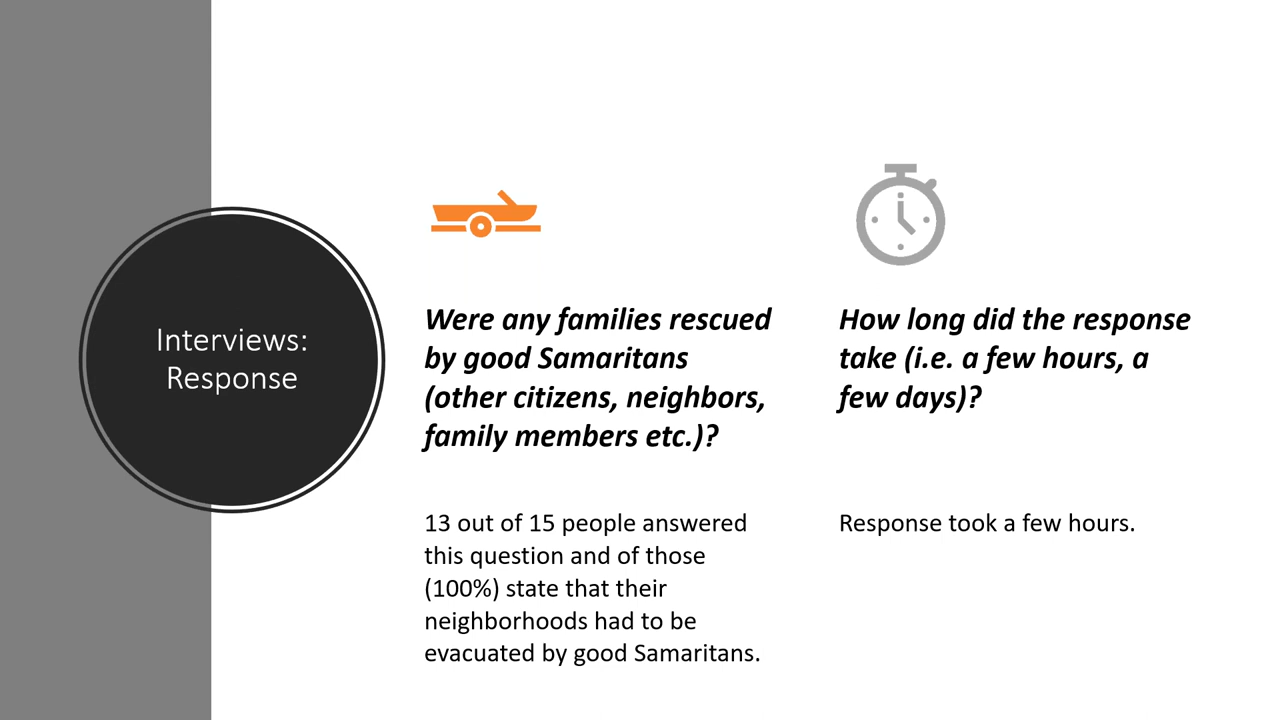 Interviews:
Response
Were any families rescued
by good Samaritans
(other citizens, neighbors,
family members etc.)?
13 out of 15 people answered
this question and of those
(100%) state that their
neighborhoods had to be
evacuated by good Samaritans.
How long did the response
take (i.e. a few hours, a
few days)?
Response took a few hours.